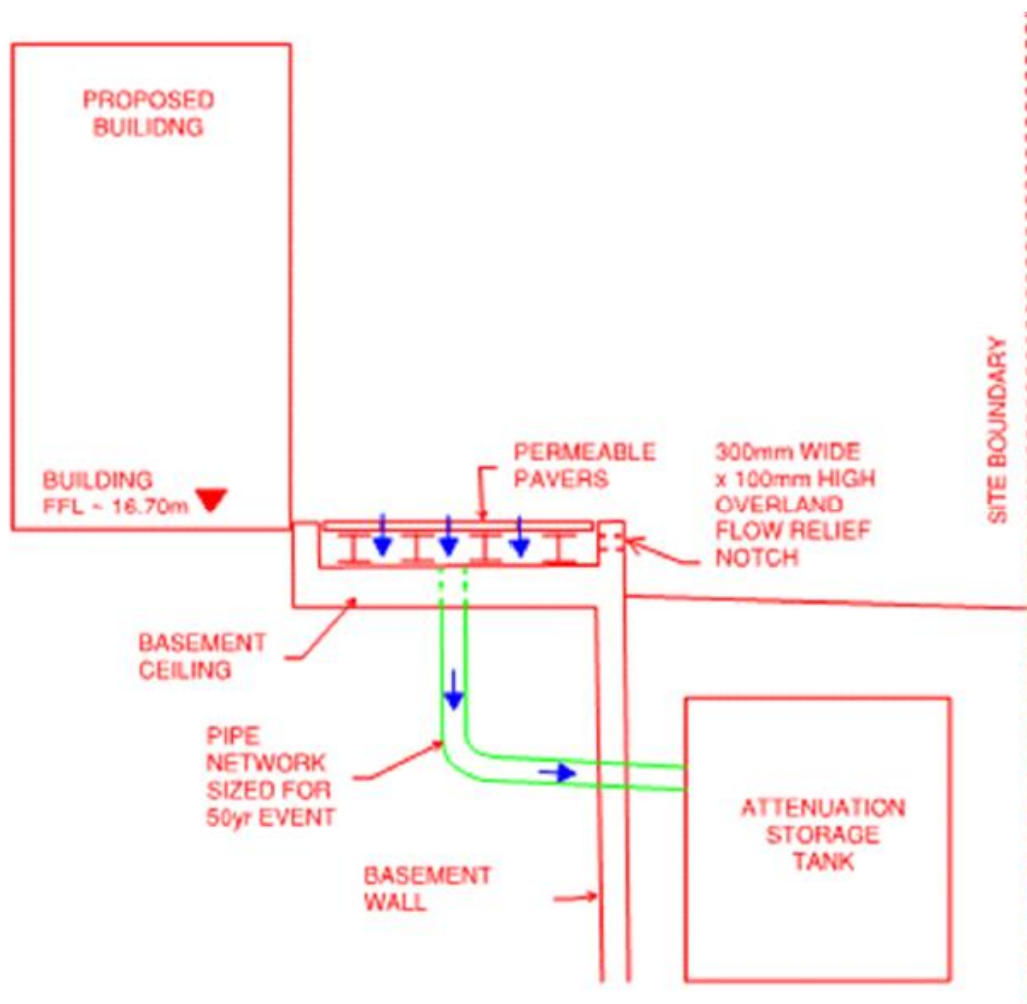 PROPOSED
BUILIDNG
BUILDING
FFL ~ 16.70m
PERMEABLE
PAVERS
300mm WIDE
x 100mm HIGH
OVERLAND
FLOW RELIEF
NOTCH
SITE BOUNDARY
BASEMENT
CEILING
PIPE
NETWORK
SIZED FOR
50yr EVENT
BASEMENT
WALL
ATTENUATION
STORAGE
TANK